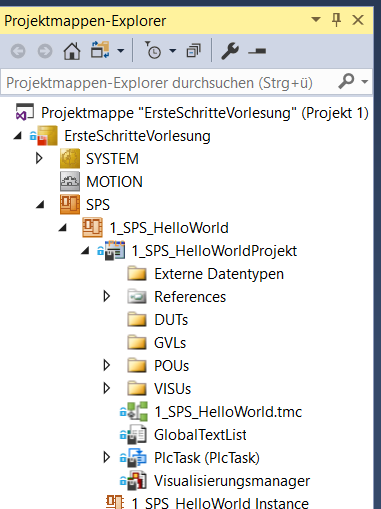 Projektmappen-Explorer
Projektmappen-Explorer durchsuchen (Strg+ü)
Projektmappe "ErsteSchritteVorlesung" (Projekt 1)
ErsteSchritteVorlesung
SYSTEM
MOTION
SPS
1_SPS_HelloWorld
1_SPS_HelloWorldProjekt
Externe Datentypen
References
DUTs
GVLs
POUs
VISUs
1_SPS_HelloWorld.tmc
GlobalTextList
PlcTask (PlcTask)
Visualisierungsmanager
1_SPS_HelloWorld Instance